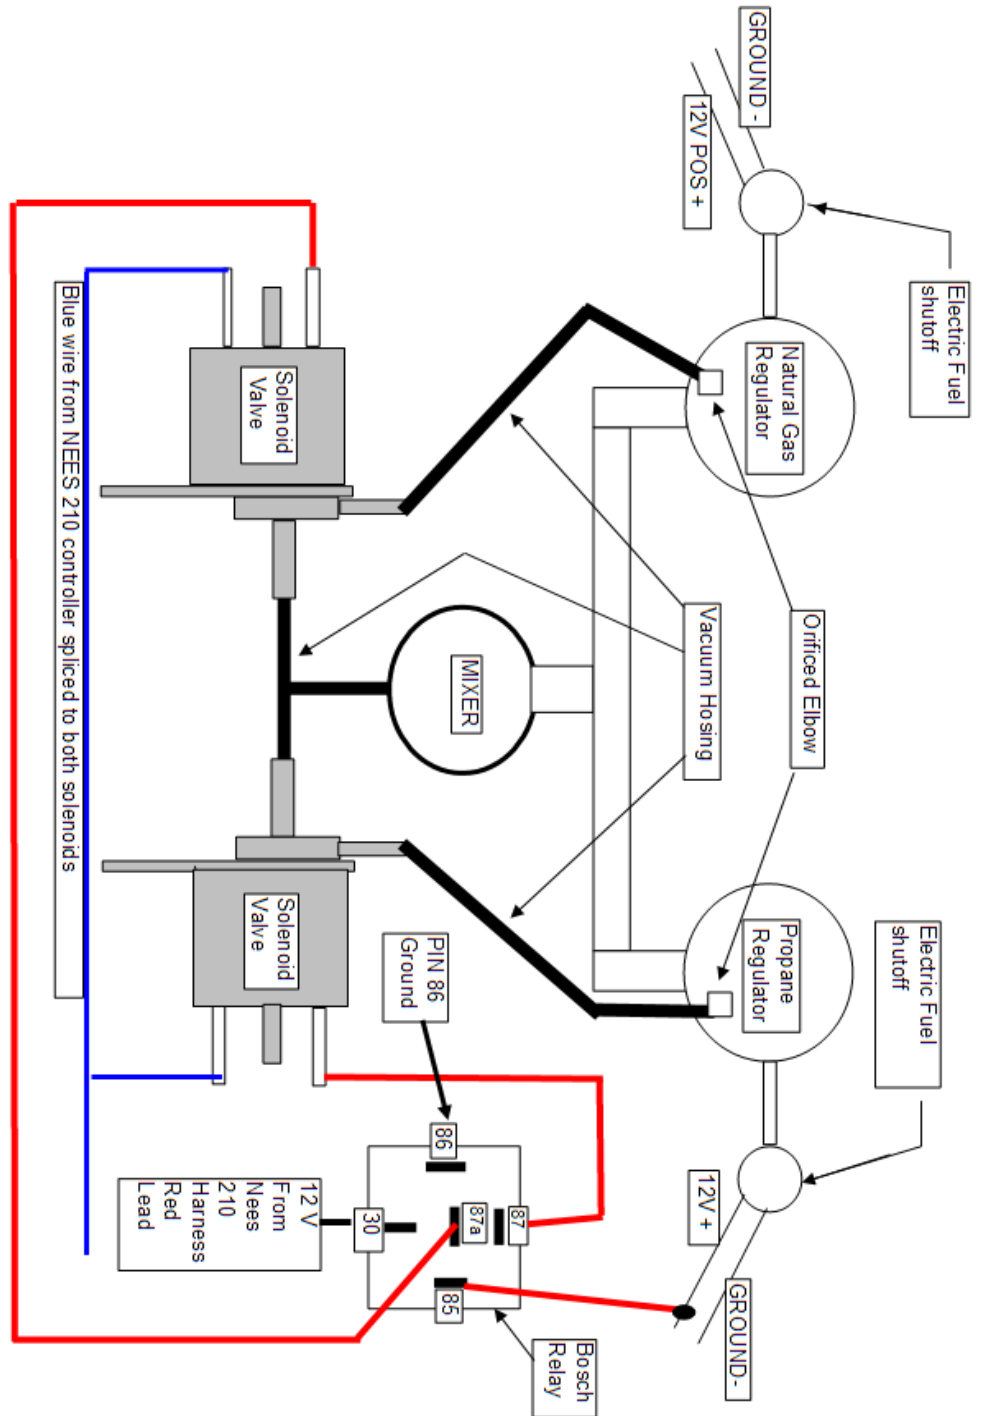 Electric Fuel
shutoff
Electric Fuel
shutoff
Orificed Elbow
Natural Gas
Regulator
Propane
Regulator
GROUND -
12V POS +
Vacuum Hosing
12V +
GROUND-
Bosch
Relay
MIXER
PIN 86
Ground
86
87
87a
85
30
Solenoid
Valve
Solenoid
Valve
12 V
From
Nees
210
Harness
Red
Lead
Blue wire from NEES 210 controller spliced to both solenoids